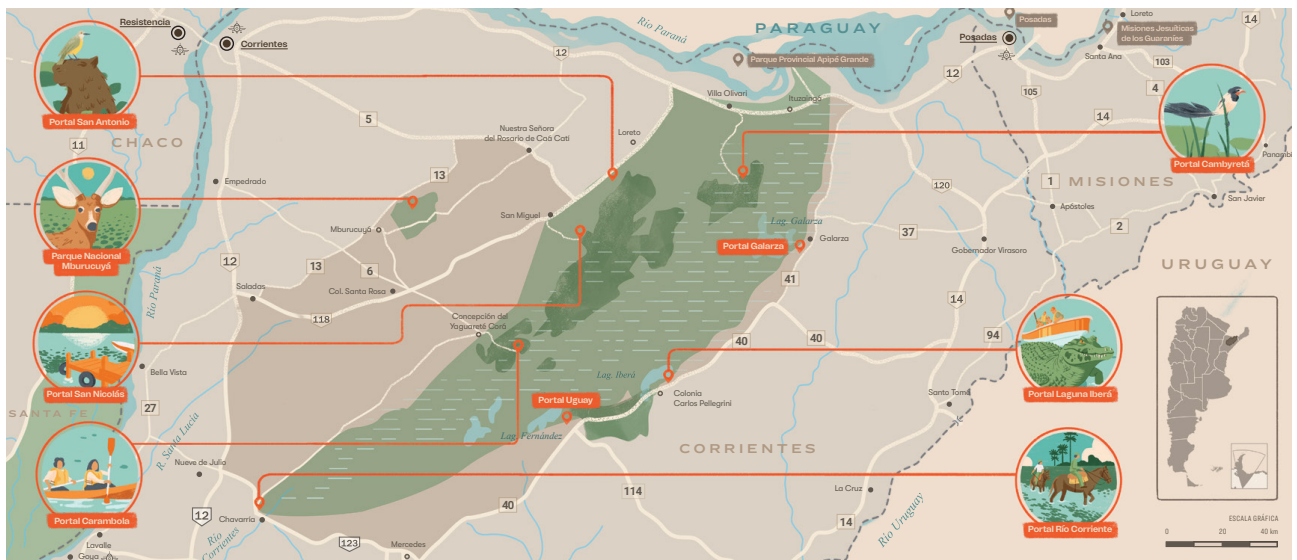 Resistencia
Corrientes
Río Paraná
PARAGUAY
Posadas
Posadas
Loreto
14
Misiones Jesuíticas
de los Guaraníes
Santa Ana
103
Parque Provincial Apipé Grande
12
12
105
4
Portal San Antonio
CHACO
11
5
Nuestra Señora
del Rosario de Caá Catí
Loreto
Villa Olivari
Ituzaingó
14
Portal Cambyretá
Empedrado
13
120
1
MISIONES
Apóstoles
San Javier
San Miguel
Mburucuyá
Lag. Galarza
Portal Galarza
Galarza
37
Gobernador Virasoro
2
Parque Nacional
Mburucuyá
Río Paraná
12
13
6
Saladas
Col. Santa Rosa
41
URUGUAY
118
Concepción del
Yaguareté Corá
14
94
40
40
Portal San Nicolás
Bella Vista
Lag. Iberá
Colonia
Carlos Pellegrini
Portal Laguna Iberá
Santo Tomé
SANTA FE
27
R. Santa Lucía
Portal Uguay
Lag. Fernández
CORRIENTES
Nueve de Julio
Portal Carambola
12
Chavarría
Río
Corrientes
40
114
La Cruz
Río Uruguay
14
Portal Río Corriente
Lavalle
Goya
123
Mercedes
ESCALA GRÁFICA
0
20
40 km